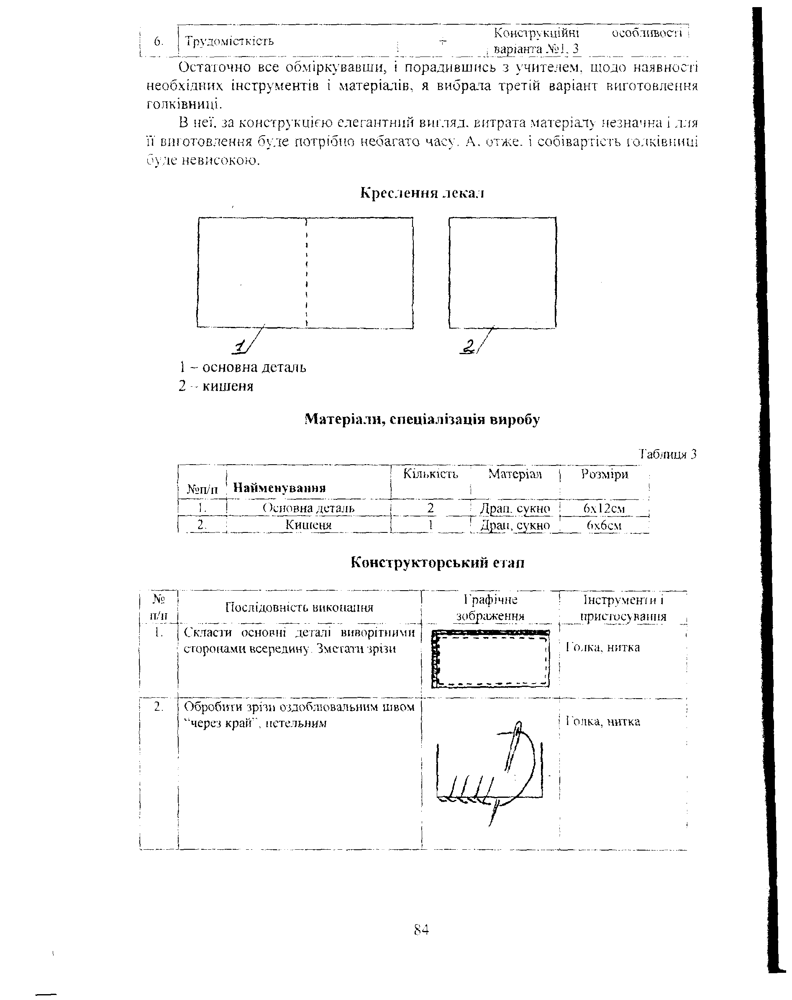 6. Трудомісткість + Конструкційні особливості
варіанта №1, 3
Остаточно все обміркувавши, і порадившись з учителем, щодо наявності
необхідних інструментів і матеріалів, я вибрала третій варіант виготовлення
голківниці.
В неї, за конструкцією елегантний вигляд, витрата матеріалу незначна і для
її виготовлення буде потрібно небагато часу. А, отже, і собівартість голківниці
буде невисокою.
Креслення лекал
1 2
1 – основна деталь
2 – кишеня
Матеріали, спеціалізація виробу
Таблиця 3
№п/п Найменування Кількість Матеріал Розміри
1. Основна деталь 2 Драп, сукно 6х12см
2. Кишеня 1 Драп, сукно 6х6см
Конструкторський етап
№ п/п Послідовність виконання Графічне зображення Інструменти і пристосування
1. Скласти основні деталі виворітними Голка, нитка
сторонами всередину. Зметати зрізи
2. Обробити зрізи оздоблювальним швом Голка, нитка
“через край”, петельним
84